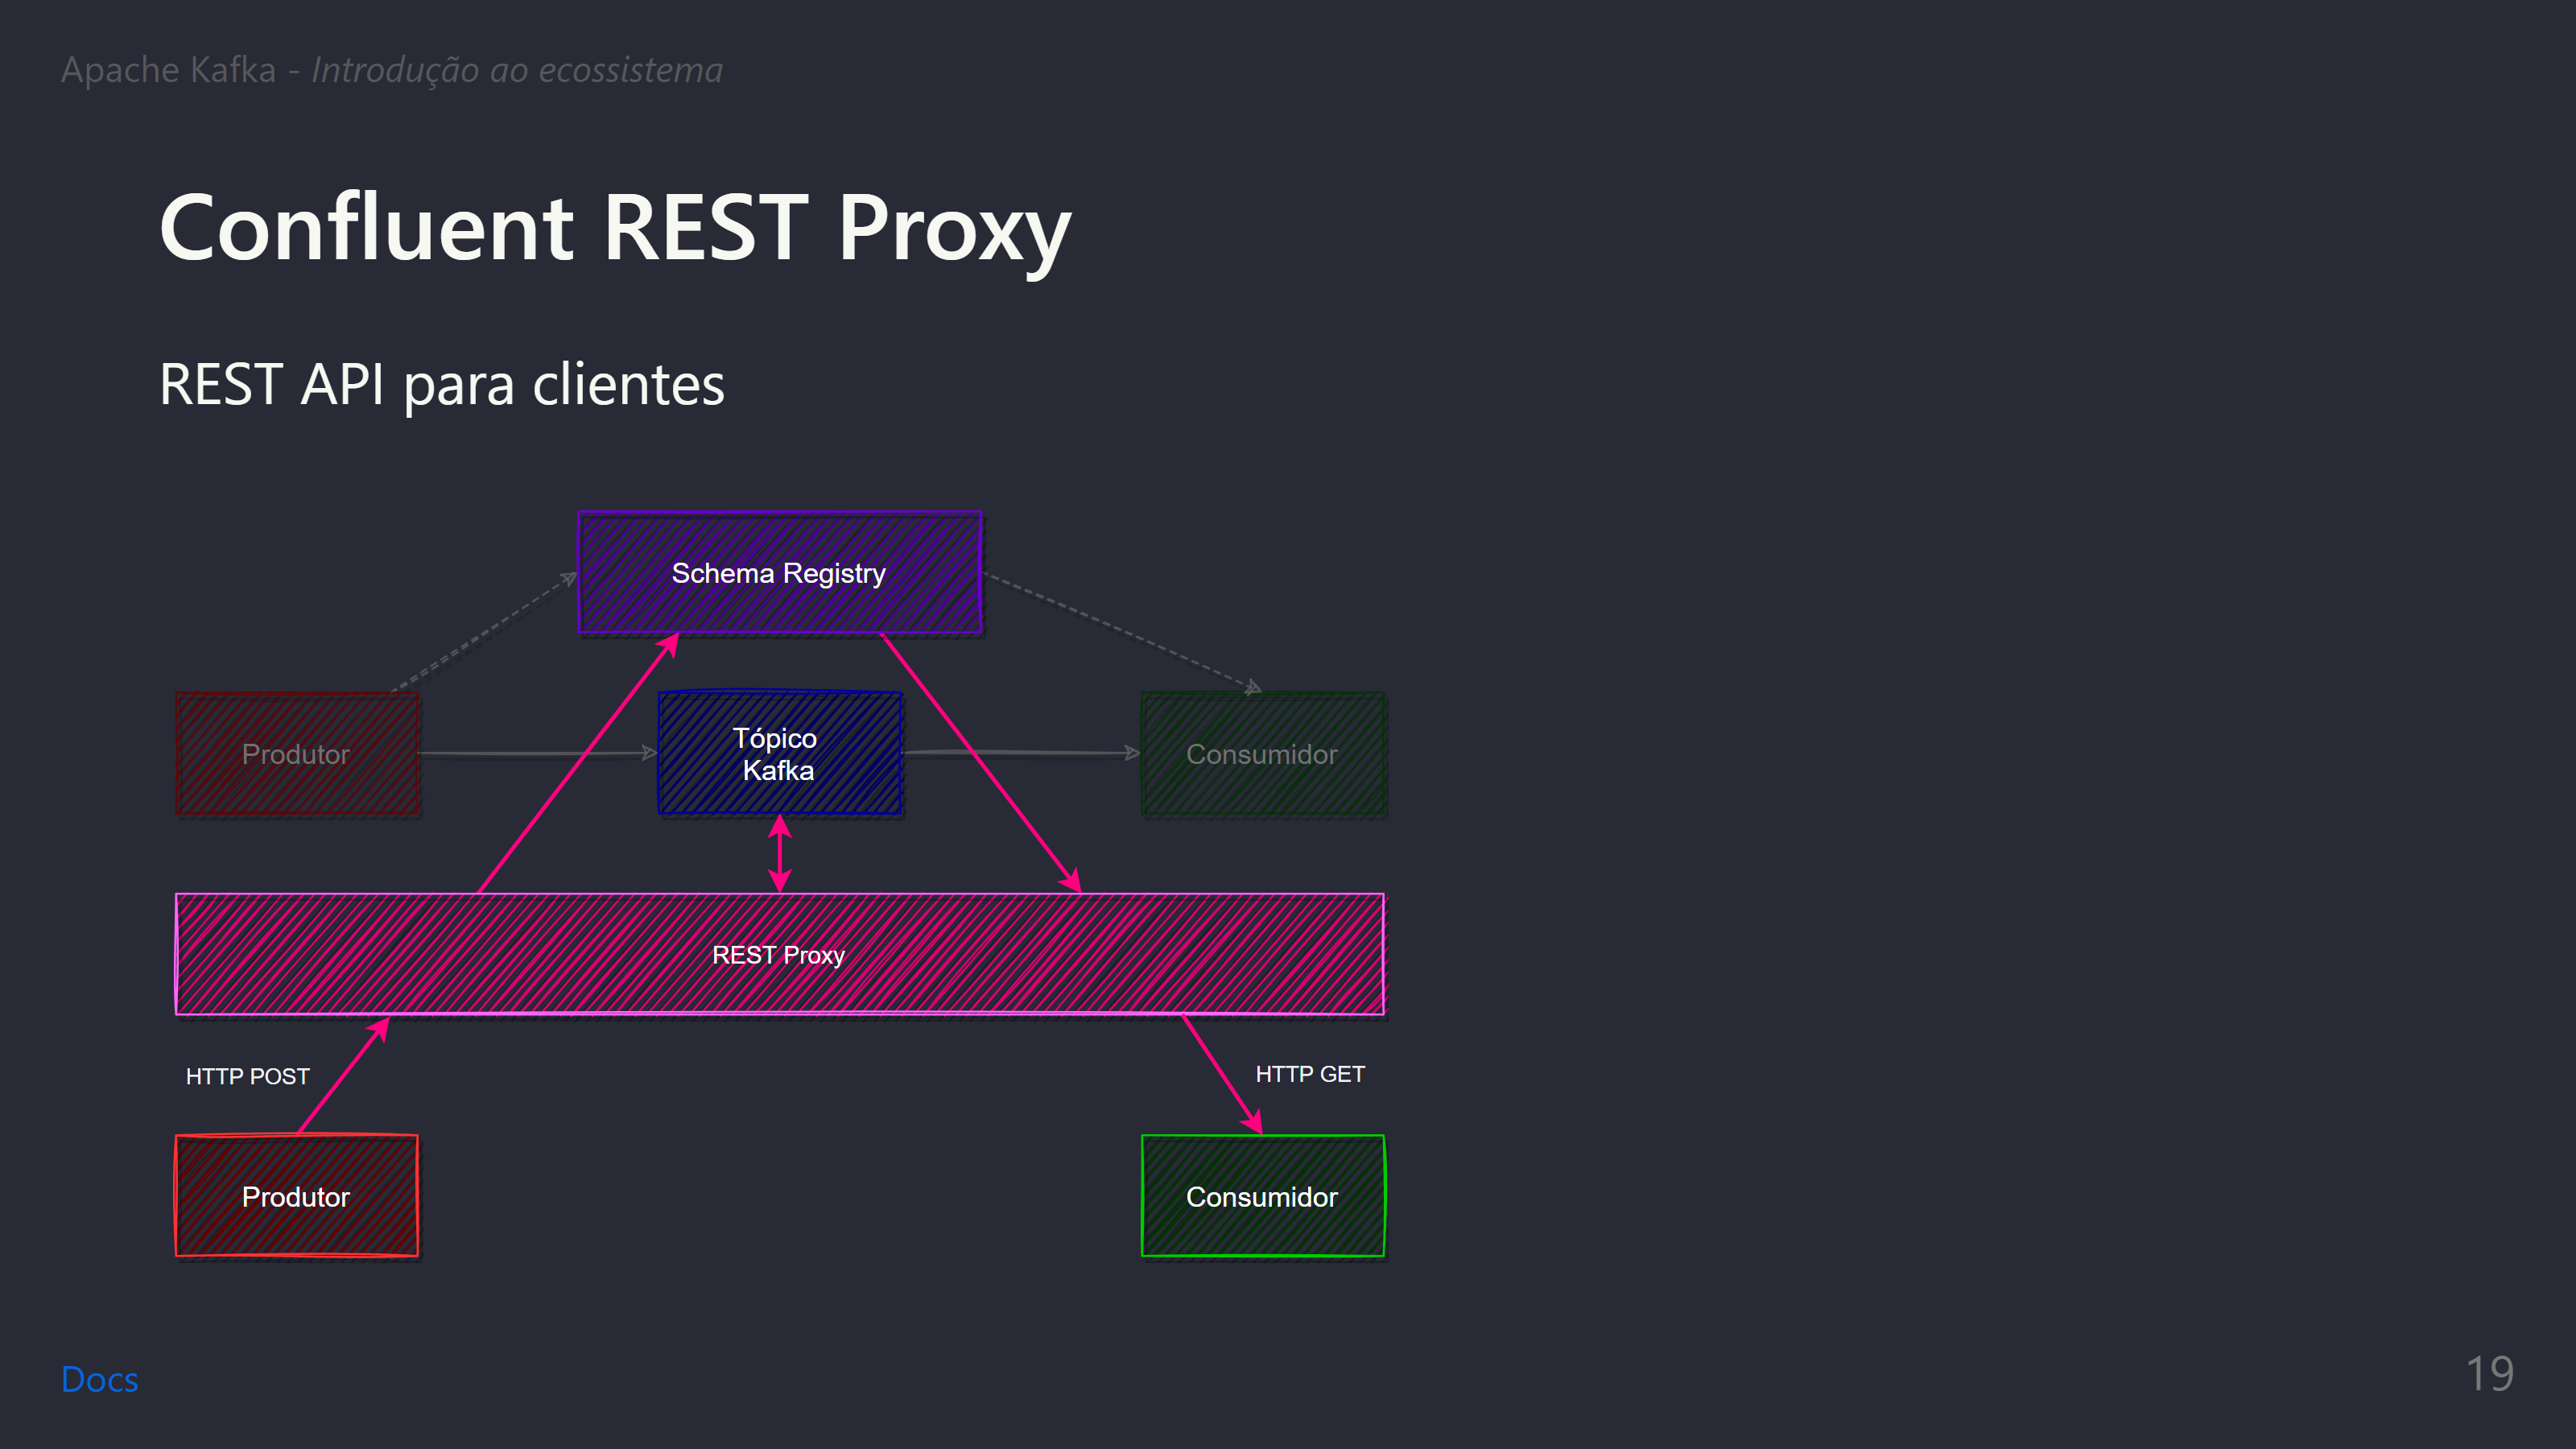 Apache Kafka - Introdução ao ecossistema
Confluent REST Proxy
REST API para clientes
Schema Registry
Produtor
Tópico
Kafka
Consumidor
REST Proxy
HTTP POST
HTTP GET
Produtor
Consumidor
Docs
19